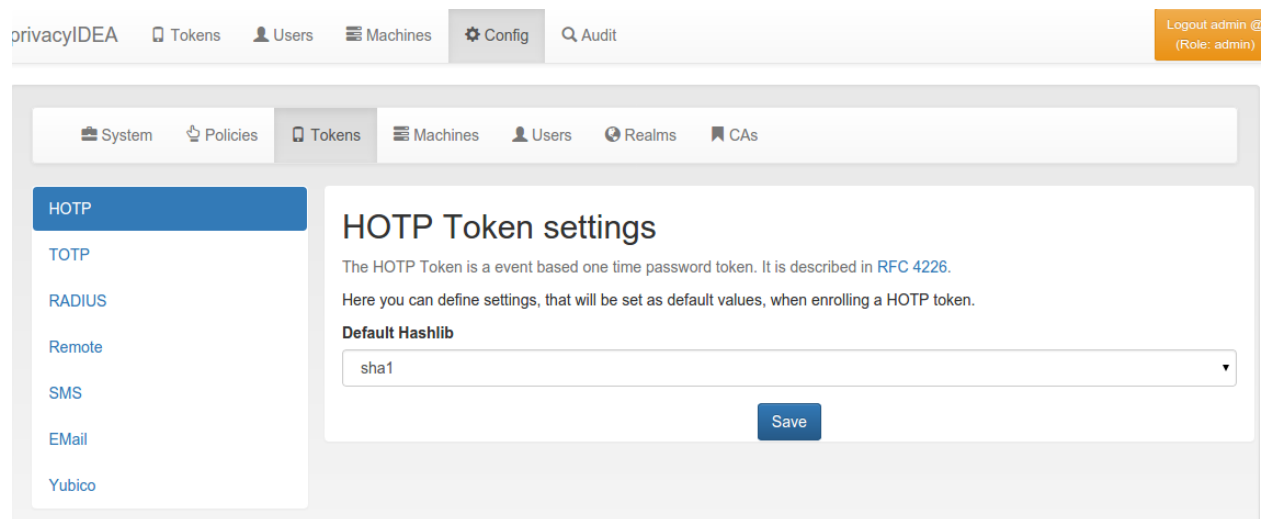 privacyIDEA Tokens Users Machines Config Audit Logout admin @
(Role: admin)
System Policies Tokens Machines Users Realms CAs
HOTP
TOTP
RADIUS
Remote
SMS
EMail
Yubico
HOTP Token settings
The HOTP Token is a event based one time password token. It is described in RFC 4226.
Here you can define settings, that will be set as default values, when enrolling a HOTP token.
Default Hashlib
sha1
Save